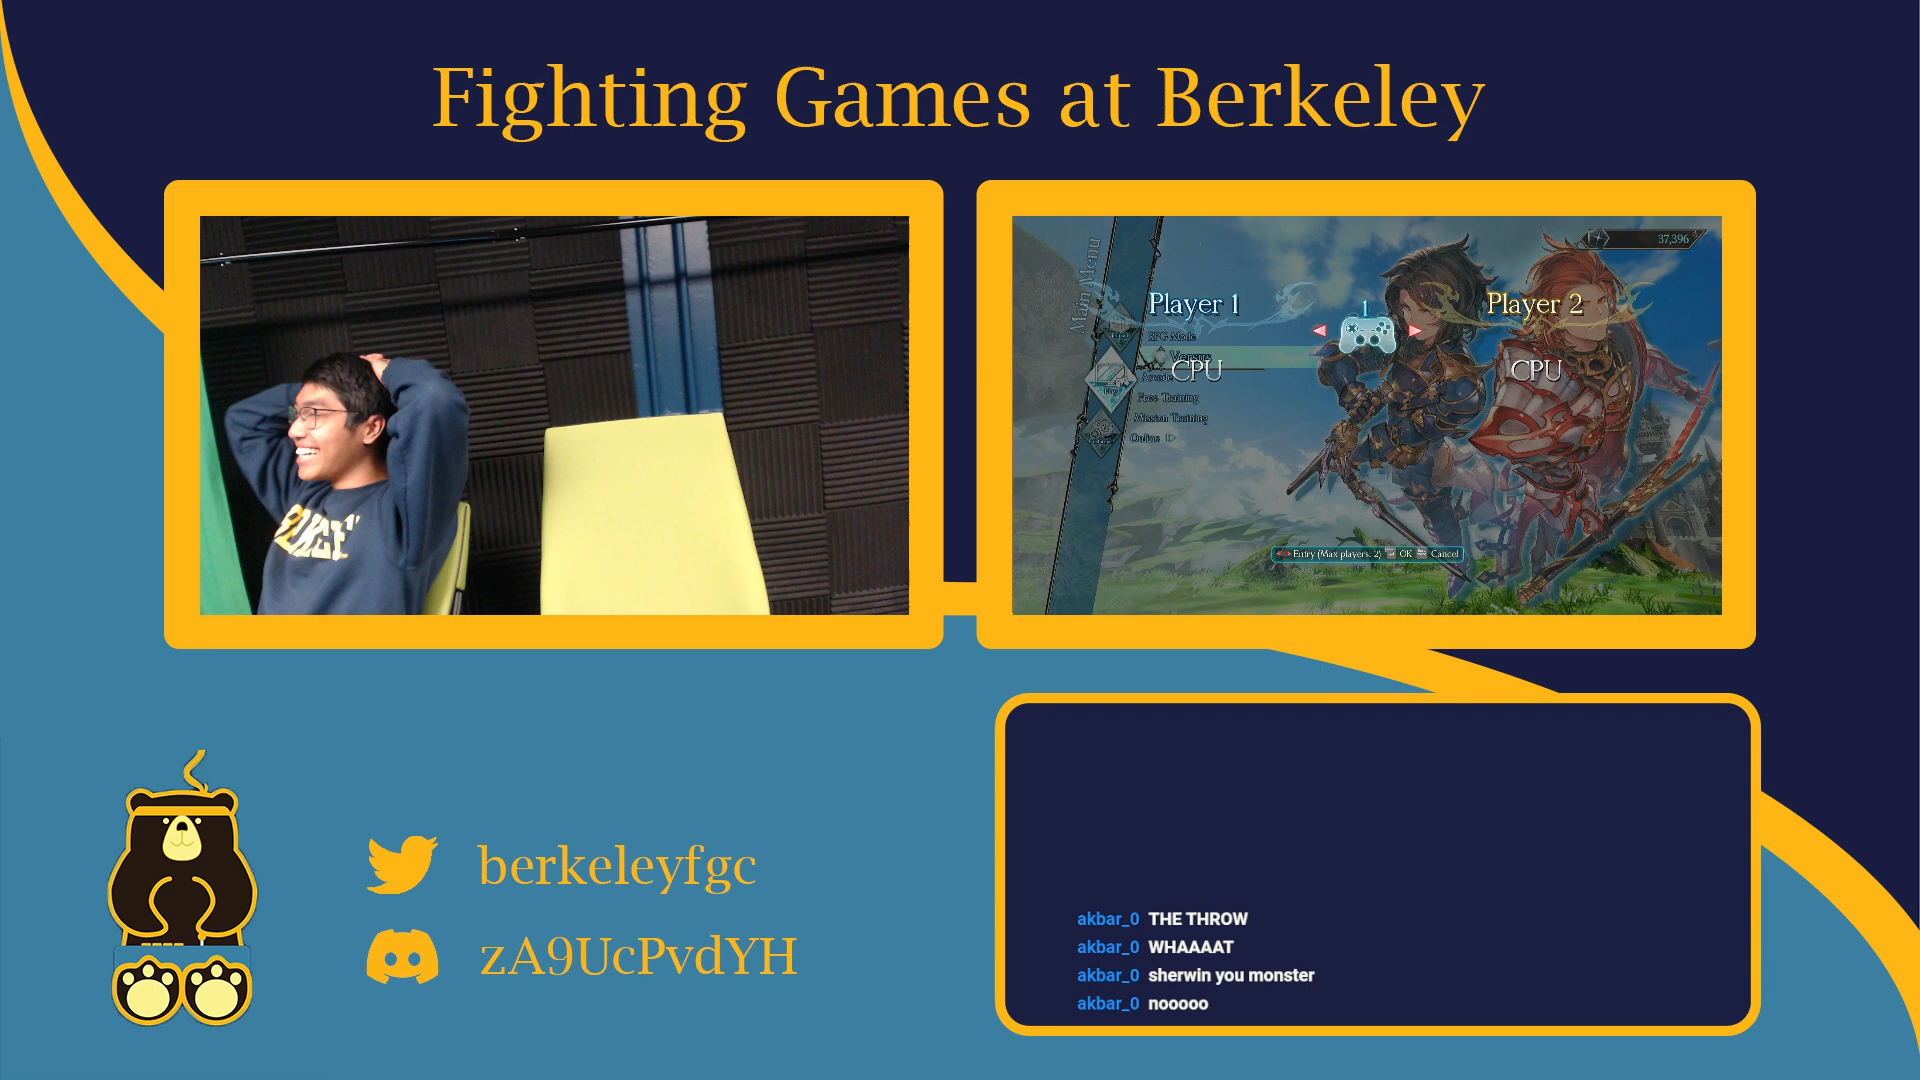 Fighting Games at Berkeley
37,396
Main Menu
Player 1
1
Player 2
RPG Mode
Versus
CPU
CPU
Arcade
Free Training
Mission Training
Online
Entry (Max players: 2) OK Cancel
berkeleyfgc
zA9UcPvdYH
akbar_0 THE THROW
akbar_0 WHAAAAT
akbar_0 sherwin you monster
akbar_0 nooooo